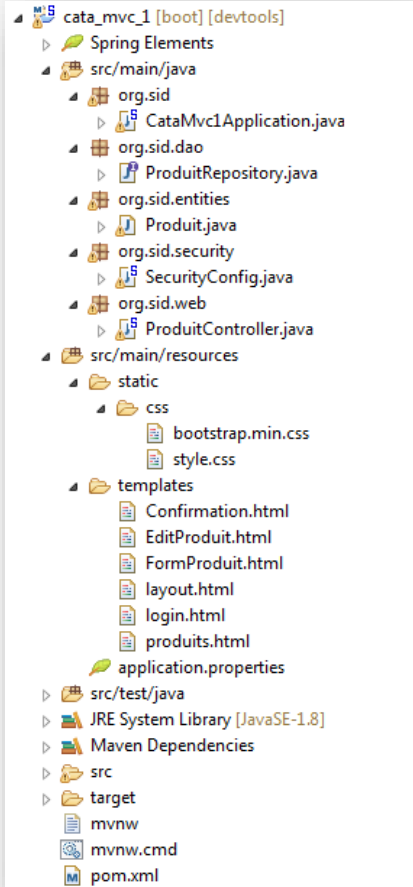 cata_mvc_1 [boot] [devtools]
Spring Elements
src/main/java
org.sid
CataMvc1Application.java
org.sid.dao
ProduitRepository.java
org.sid.entities
Produit.java
org.sid.security
SecurityConfig.java
org.sid.web
ProduitController.java
src/main/resources
static
css
bootstrap.min.css
style.css
templates
Confirmation.html
EditProduit.html
FormProduit.html
layout.html
login.html
produits.html
application.properties
src/test/java
JRE System Library [JavaSE-1.8]
Maven Dependencies
src
target
mvnw
mvnw.cmd
pom.xml